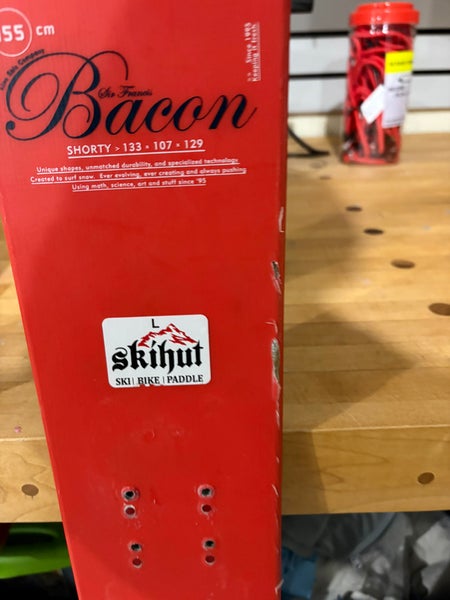 155 cm
Sir Francis
Bacon
SHORTY > 133 • 107 • 129
Unique shapes, unmatched durability, and specialized technology.
Created to surf snow. Ever evolving, ever creating and always pushing
Using math, science, art and stunt since '95
>> Since 1995
Keeping it fresh
L
skihut
SKI | BIKE | PADDLE